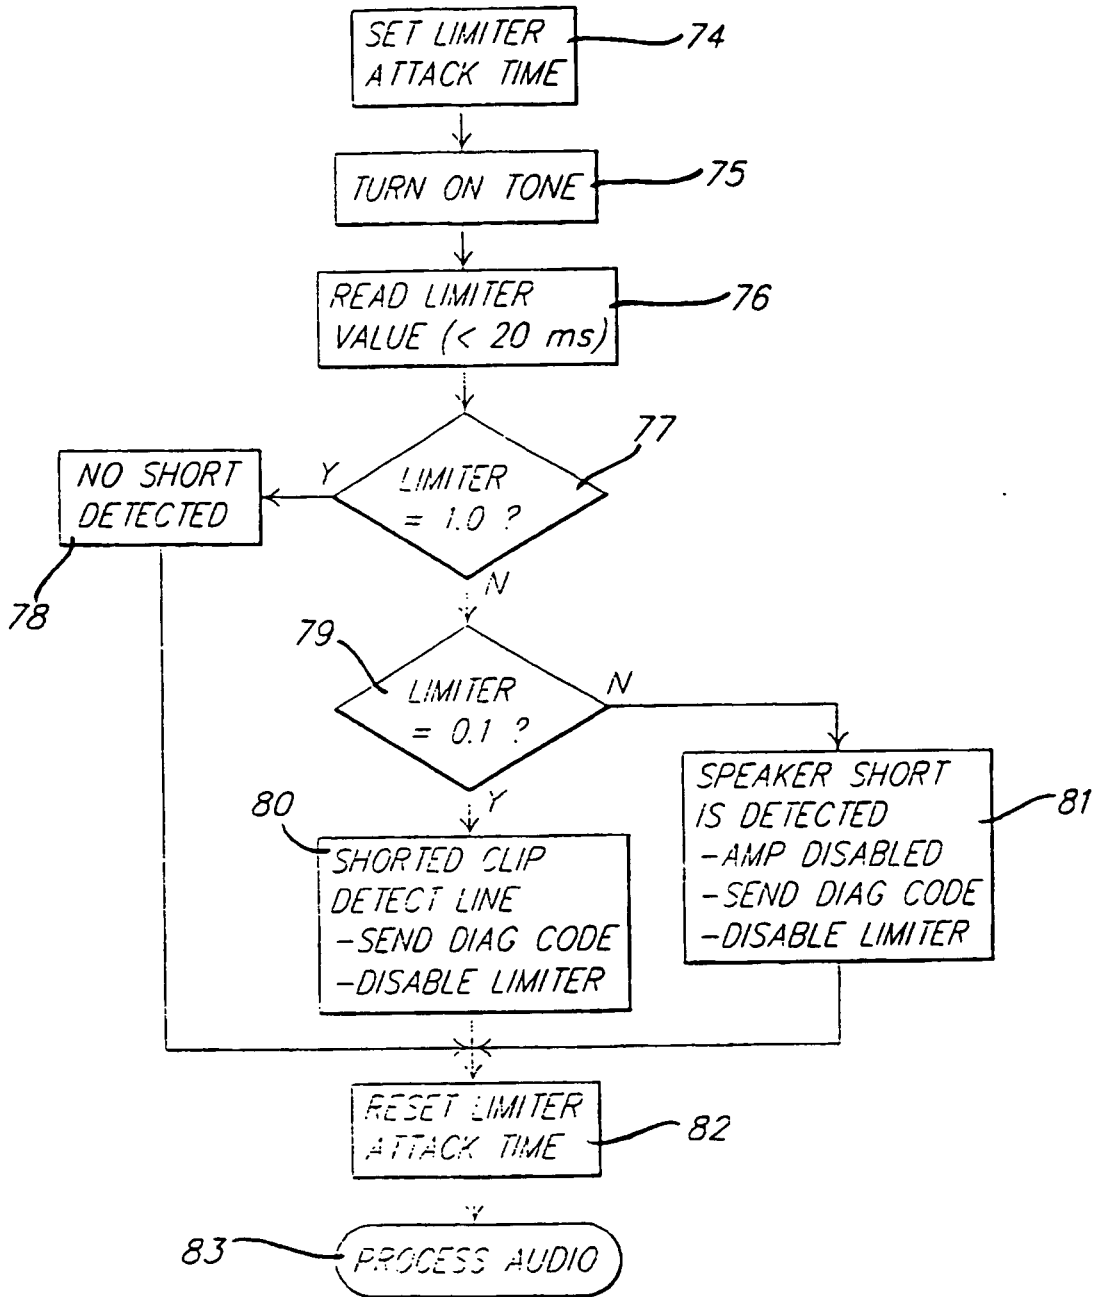 SET LIMITER
ATTACK TIME
74
TURN ON TONE
75
READ LIMITER
VALUE (< 20 ms)
76
LIMITER
= 1.0 ?
77
Y
NO SHORT
DETECTED
78
N
79
LIMITER
= 0.1 ?
N
Y
80
SHORTED CLIP
DETECT LINE
-SEND DIAG CODE
-DISABLE LIMITER
SPEAKER SHORT
IS DETECTED
-AMP DISABLED
-SEND DIAG CODE
-DISABLE LIMITER
81
RESET LIMITER
ATTACK TIME
82
83
PROCESS AUDIO